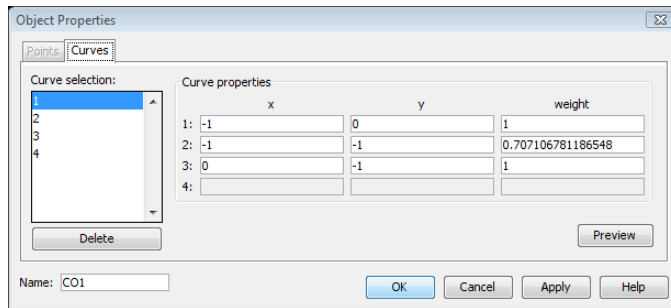 Object Properties
Points Curves
Curve selection:
1
2
3
4
Delete
Curve properties
x y weight
1: -1 0 1
2: -1 -1 0.707106781186548
3: 0 -1 1
4:
Preview
Name: CO1
OK Cancel Apply Help